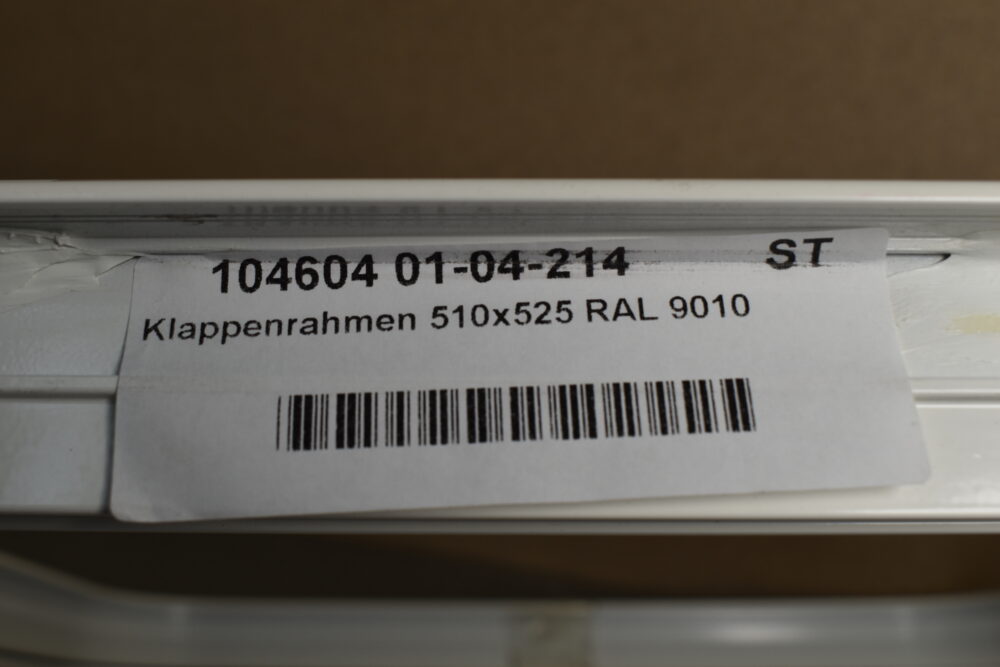 104604 01-04-214 ST
Klappenrahmen 510x525 RAL 9010